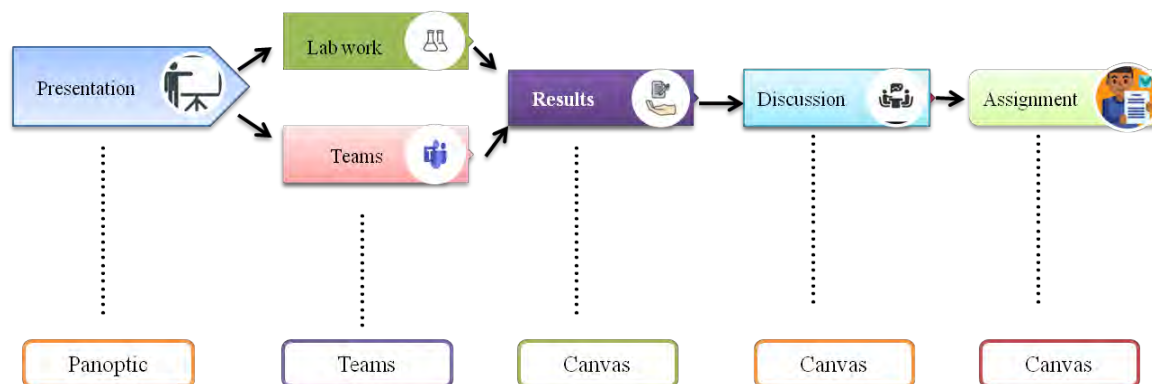 Presentation
Lab work
Teams
Results
Discussion
Assignment
Panoptic
Teams
Canvas
Canvas
Canvas